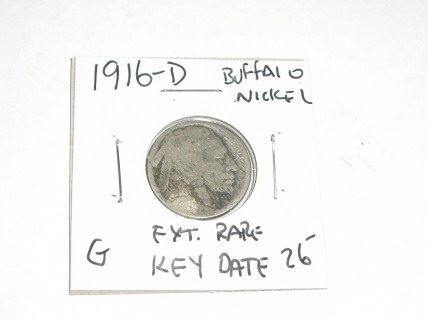 1916-D BUFFALO
NICKEL
EXT. RARE
G KEY DATE 26